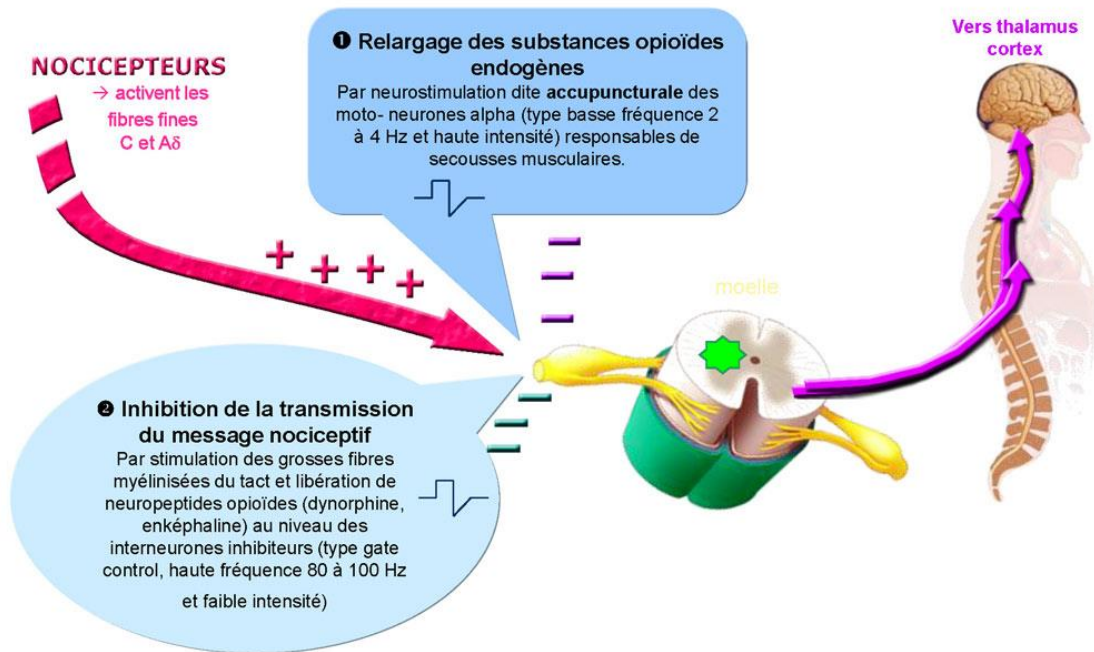 NOCICEPTEURS
→ activent les
fibres fines
C et Aδ
❶ Relargage des substances opioïdes
endogènes
Par neurostimulation dite accupuncturale des
moto- neurones alpha (type basse fréquence 2
à 4 Hz et haute intensité) responsables de
secousses musculaires.
Vers thalamus
cortex
moelle
❷ Inhibition de la transmission
du message nociceptif
Par stimulation des grosses fibres
myélinisées du tact et libération de
neuropeptides opioïdes (dynorphine,
enképhaline) au niveau des
interneurones inhibiteurs (type gate
control, haute fréquence 80 à 100 Hz
et faible intensité)